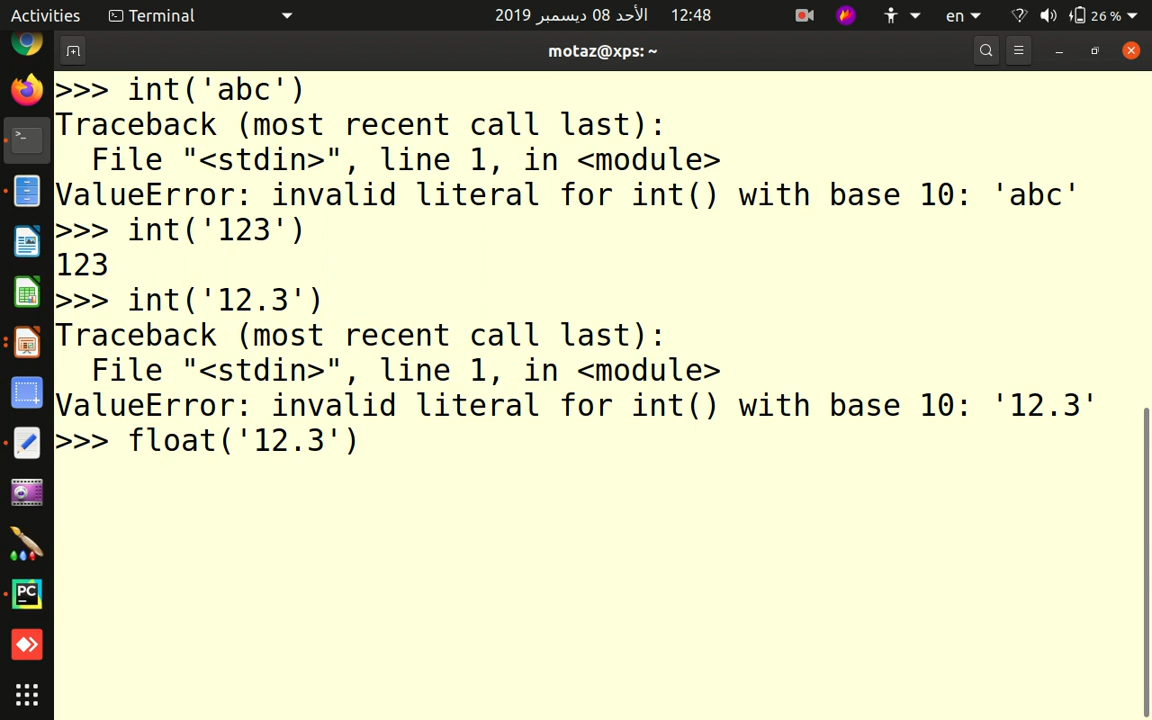 Activities
Terminal
الأحد 08 ديسمبر 2019 12:48
en
26 %
motaz@xps: ~
>>> int('abc')
Traceback (most recent call last):
  File "<stdin>", line 1, in <module>
ValueError: invalid literal for int() with base 10: 'abc'
>>> int('123')
123
>>> int('12.3')
Traceback (most recent call last):
  File "<stdin>", line 1, in <module>
ValueError: invalid literal for int() with base 10: '12.3'
>>> float('12.3')
PC